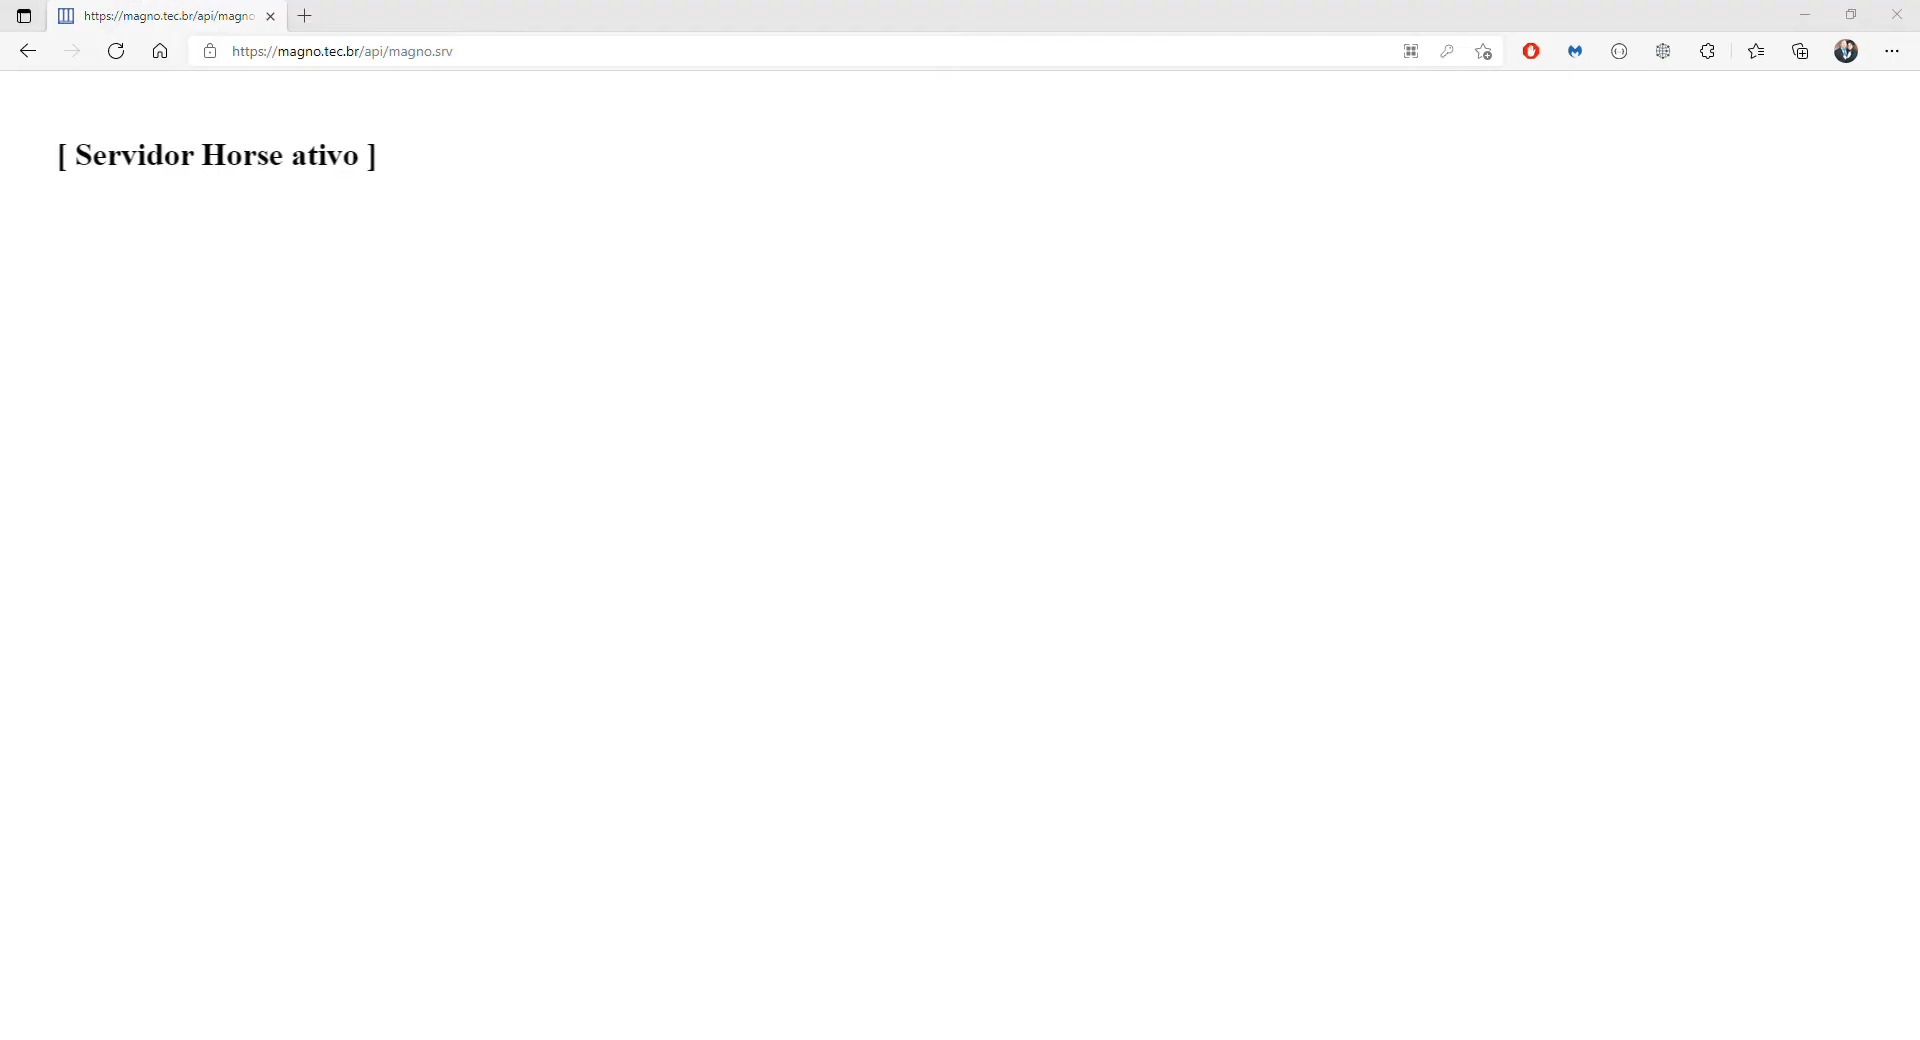 https://magno.tec.br/api/magno
https://magno.tec.br/api/magno.srv
[ Servidor Horse ativo ]